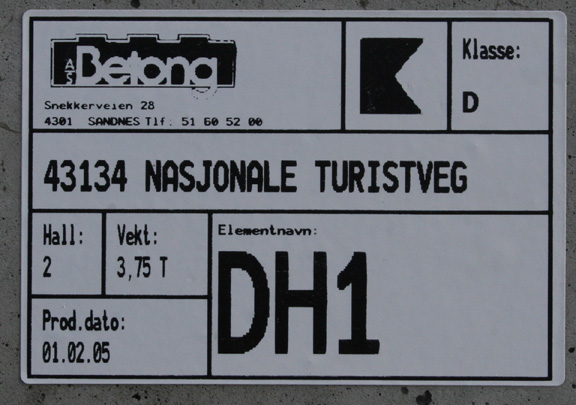 AS Betong
Snekkerveien 28
4301 SANDNES Tlf: 51 60 52 00
Klasse:
D
43134 NASJONALE TURISTVEG
Hall:
2
Vekt:
3,75 T
Prod.dato:
01.02.05
Elementnavn:
DH1